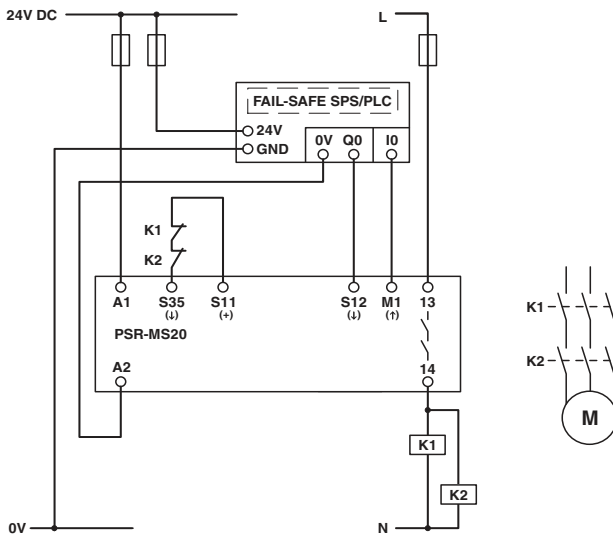 24V DC
L
FAIL-SAFE SPS/PLC
24V
GND
0V Q0 I0
K1
K2
A1 S35 S11 S12 M1 13
(↓) (+) (↓) (↑)
PSR-MS20
A2 14
K1
K2
0V N
K1
K2
M